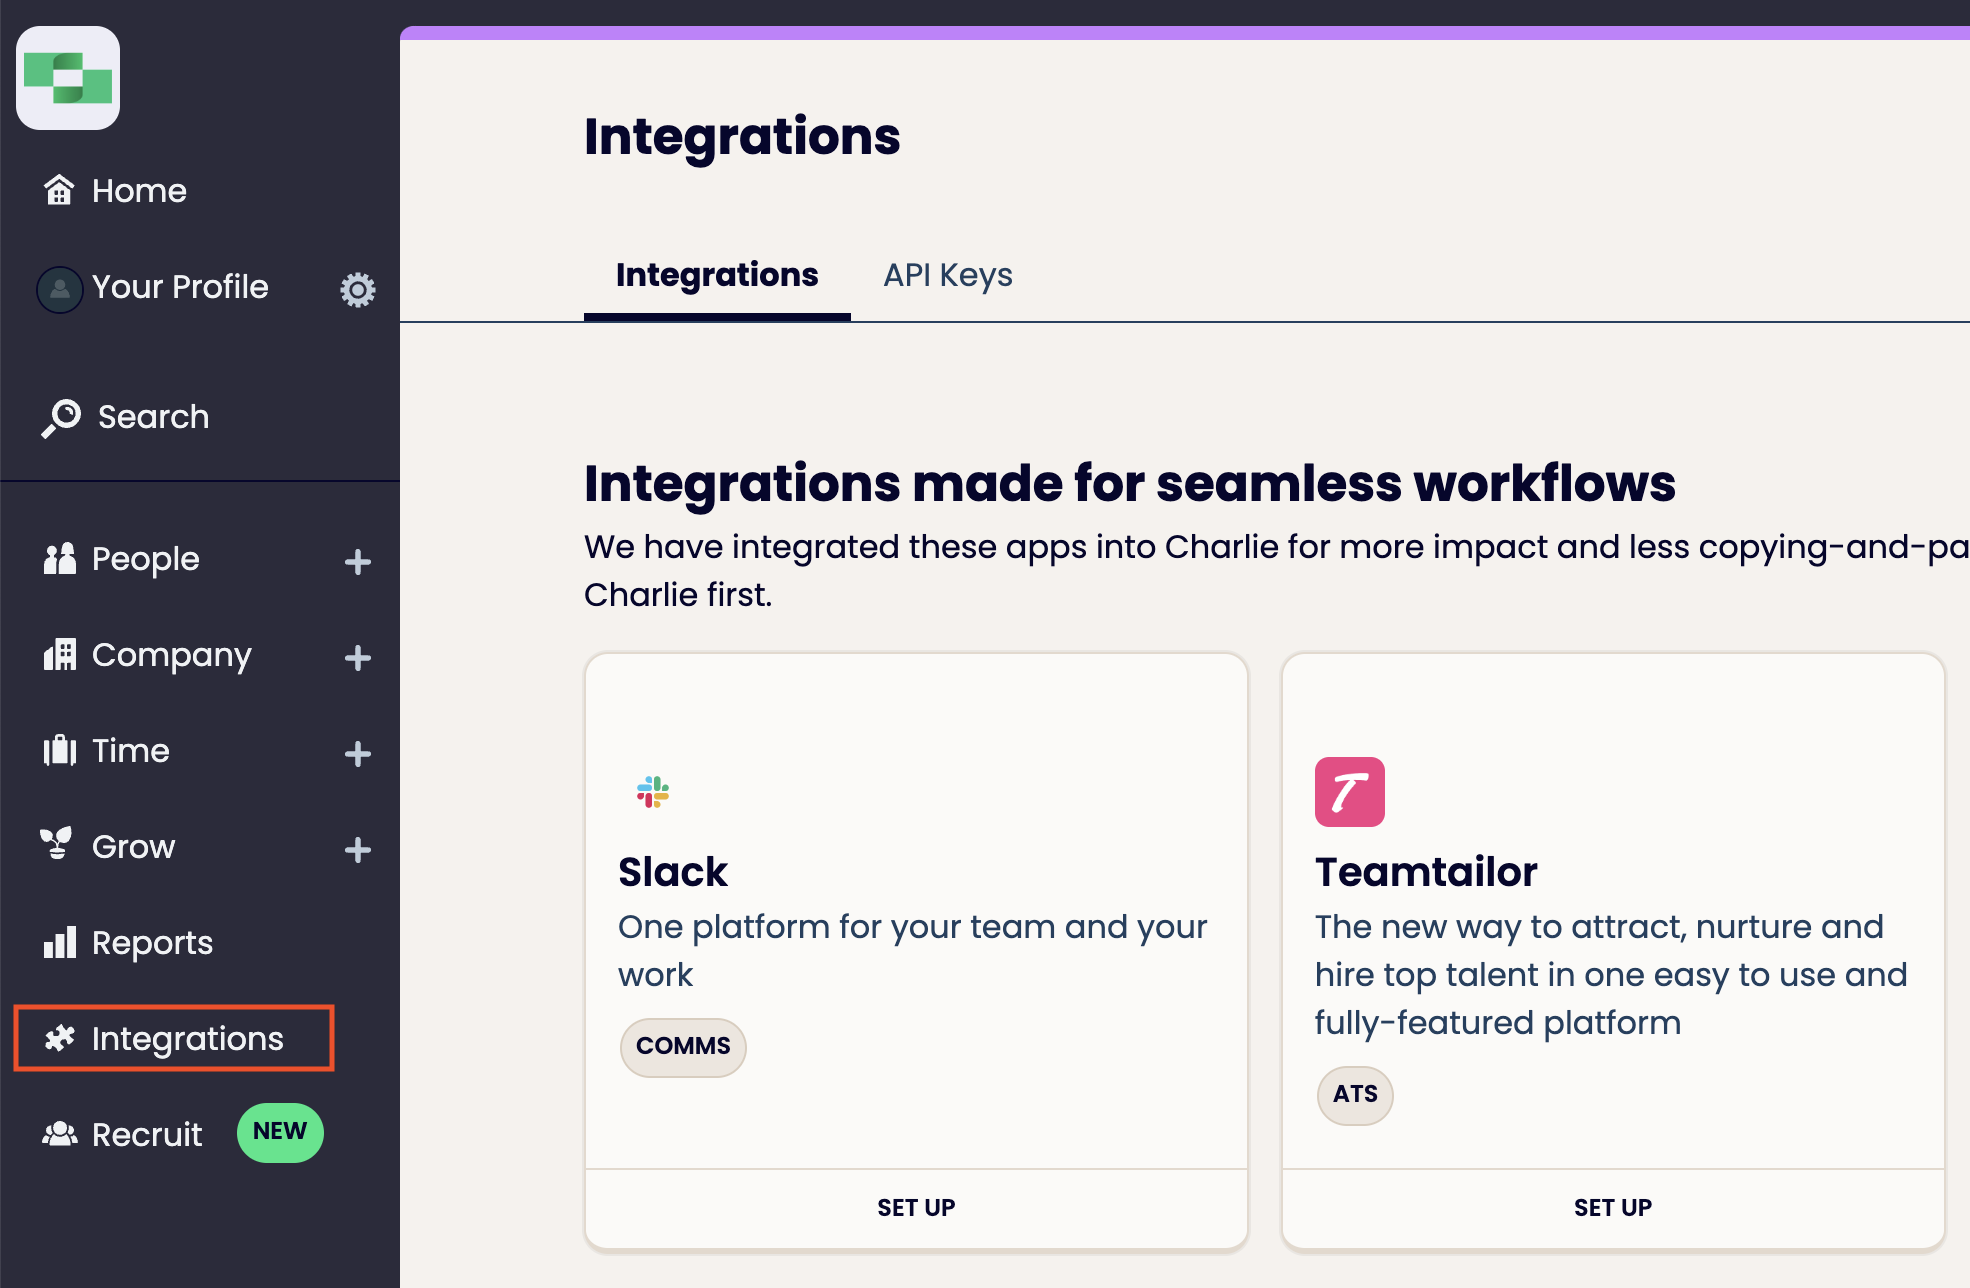 Home
Your Profile
Search
People
Company
Time
Grow
Reports
Integrations
Recruit NEW
Integrations
Integrations API Keys
Integrations made for seamless workflows
We have integrated these apps into Charlie for more impact and less copying-and-pa
Charlie first.
Slack
One platform for your team and your
work
COMMS
SET UP
Teamtailor
The new way to attract, nurture and
hire top talent in one easy to use and
fully-featured platform
ATS
SET UP